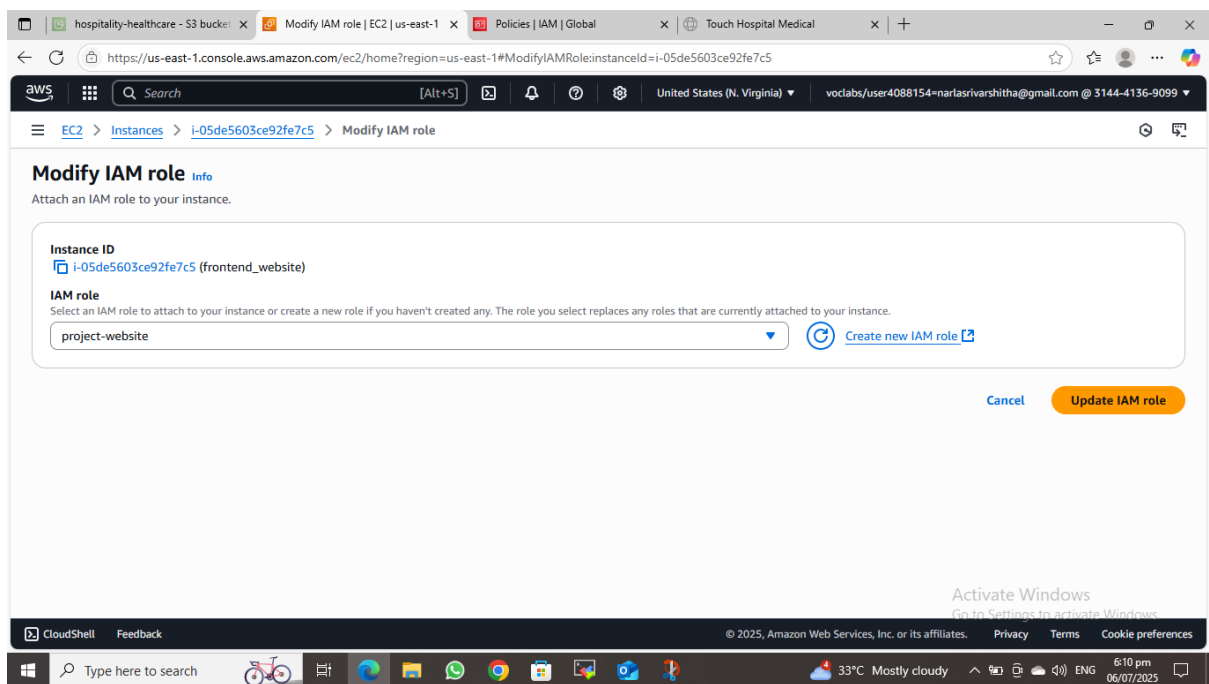 hospitality-healthcare - S3 bucket
Modify IAM role | EC2 | us-east-1
Policies | IAM | Global
Touch Hospital Medical
https://us-east-1.console.aws.amazon.com/ec2/home?region=us-east-1#ModifyIAMRole:instanceId=i-05de5603ce92fe7c5
aws Search [Alt+S] United States (N. Virginia) ▼ voclabs/user4088154=narlasrivarshitha@gmail.com @ 3144-4136-9099 ▼
EC2 > Instances > i-05de5603ce92fe7c5 > Modify IAM role
Modify IAM role Info
Attach an IAM role to your instance.
Instance ID
i-05de5603ce92fe7c5 (frontend_website)
IAM role
Select an IAM role to attach to your instance or create a new role if you haven't created any. The role you select replaces any roles that are currently attached to your instance.
project-website
Create new IAM role
Cancel Update IAM role
Activate Windows
Go to Settings to activate Windows.
CloudShell Feedback © 2025, Amazon Web Services, Inc. or its affiliates. Privacy Terms Cookie preferences
Type here to search 33°C Mostly cloudy ENG 6:10 pm
06/07/2025